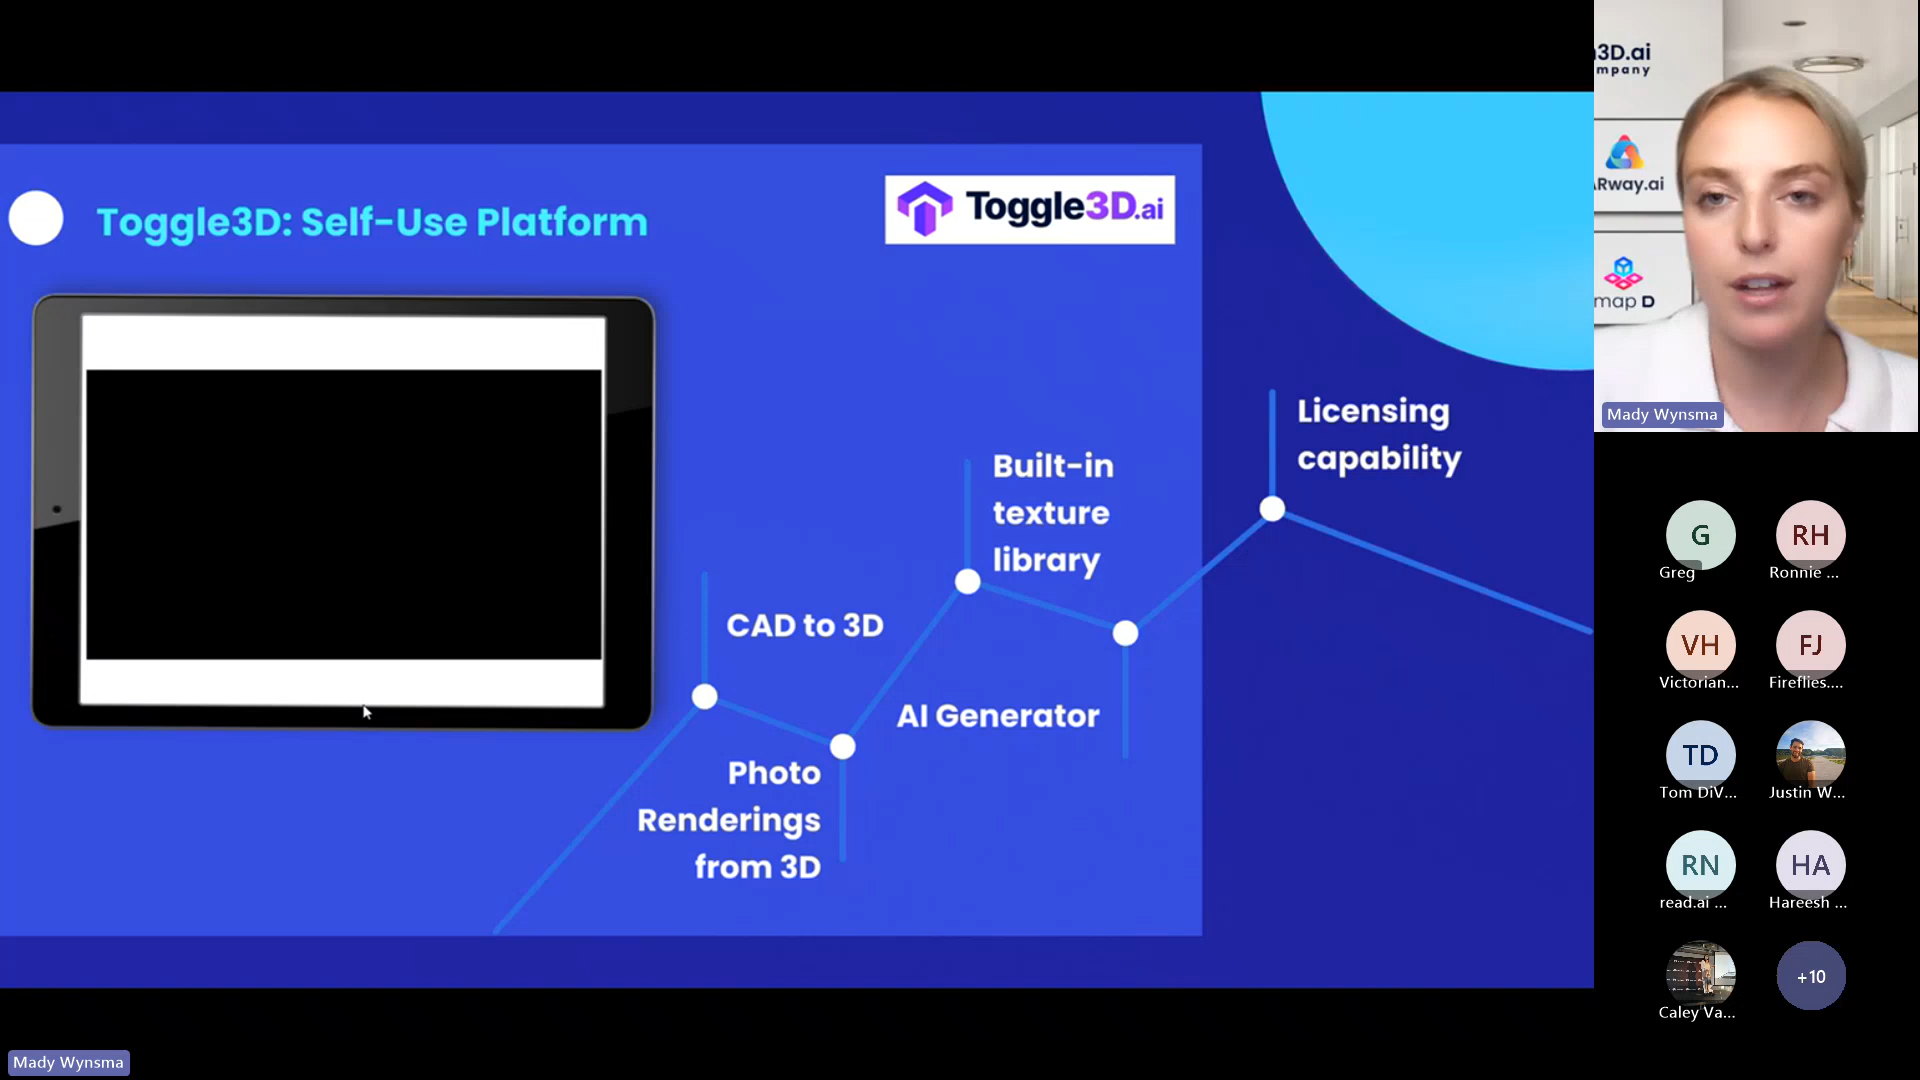 Toggle3D: Self-Use Platform
Toggle3D.ai
Licensing
capability
Built-in
texture
library
CAD to 3D
AI Generator
Photo
Renderings
from 3D
3D.ai
mpany
ARway.ai
map D
Mady Wynsma
G
Greg
RH
Ronnie ...
VH
Victorian...
FJ
Fireflies....
TD
Tom DiV...
Justin W...
RN
read.ai ...
HA
Hareesh ...
Caley Va...
+10
Mady Wynsma